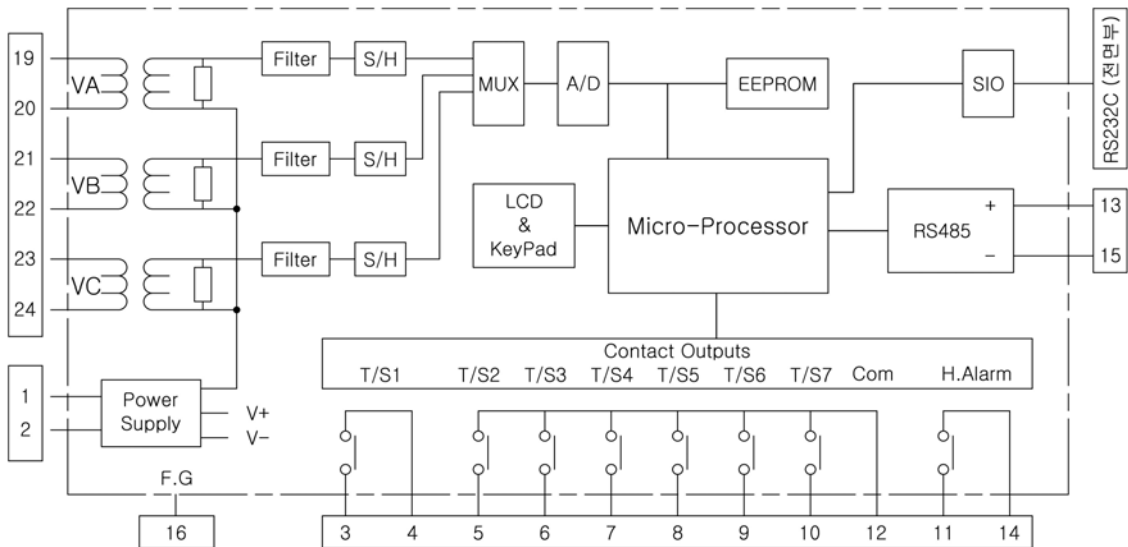 19
VA
20
Filter
S/H
MUX
A/D
EEPROM
SIO
RS232C (전면부)
21
VB
22
Filter
S/H
LCD
&
KeyPad
Micro-Processor
RS485
+
−
13
15
23
VC
24
Filter
S/H
Contact Outputs
T/S1 T/S2 T/S3 T/S4 T/S5 T/S6 T/S7 Com H.Alarm
1
2
Power
Supply
V+
V−
F.G
16
3 4 5 6 7 8 9 10 12 11 14